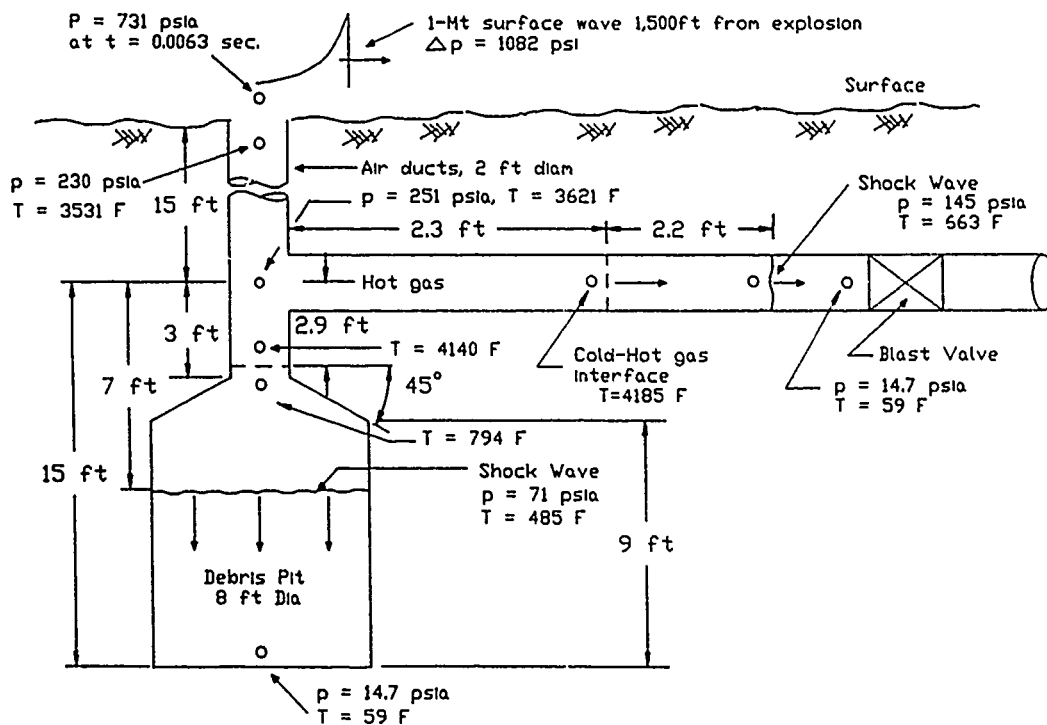 P = 731 psia
at t = 0.0063 sec.
1-Mt surface wave 1,500ft from explosion
△p = 1082 psi
Surface
Air ducts, 2 ft diam
p = 230 psia
T = 3531 F
15 ft
p = 251 psia, T = 3621 F
Shock Wave
p = 145 psia
T = 663 F
2.3 ft
2.2 ft
Hot gas
3 ft
2.9 ft
T = 4140 F
Cold-Hot gas
Interface
T=4185 F
Blast Valve
p = 14.7 psia
T = 59 F
7 ft
45°
T = 794 F
15 ft
Shock Wave
p = 71 psia
T = 485 F
9 ft
Debris Pit
8 ft Dia
p = 14.7 psia
T = 59 F